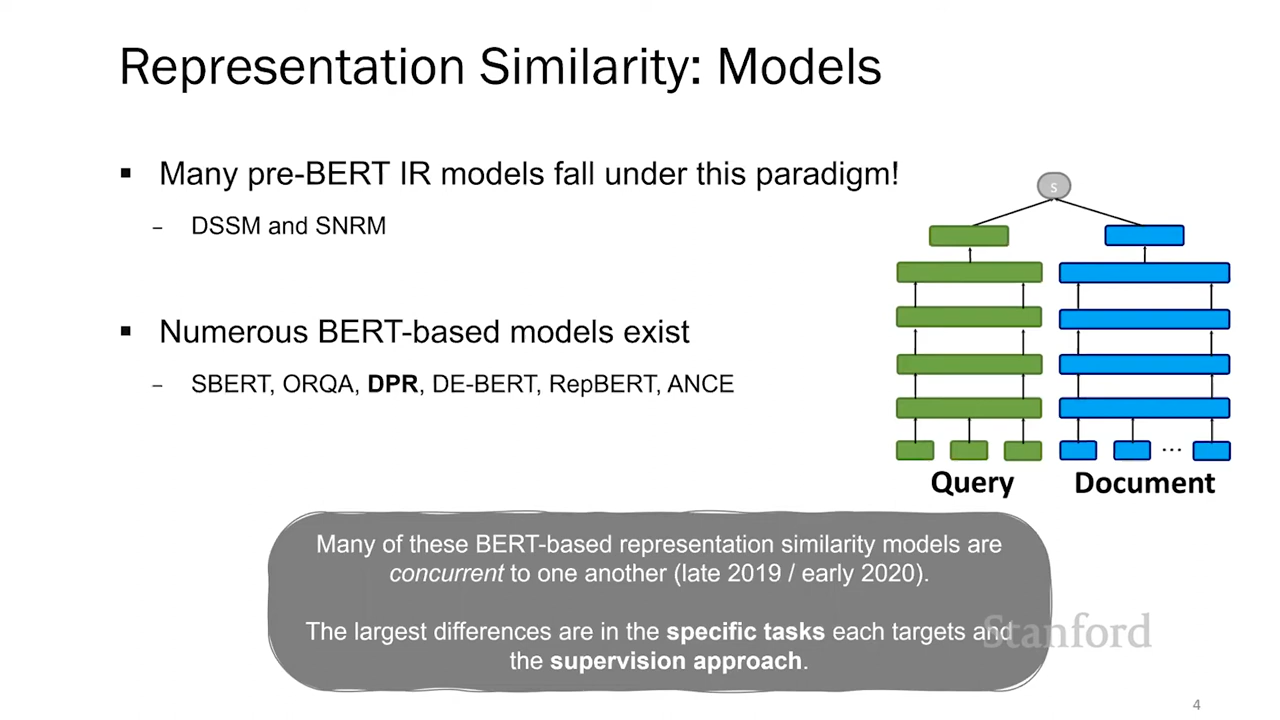 Representation Similarity: Models
▪ Many pre-BERT IR models fall under this paradigm!
– DSSM and SNRM
▪ Numerous BERT-based models exist
– SBERT, ORQA, DPR, DE-BERT, RepBERT, ANCE
s
...
Query Document
Many of these BERT-based representation similarity models are
concurrent to one another (late 2019 / early 2020).
The largest differences are in the specific tasks each targets and
the supervision approach.
Stanford
4